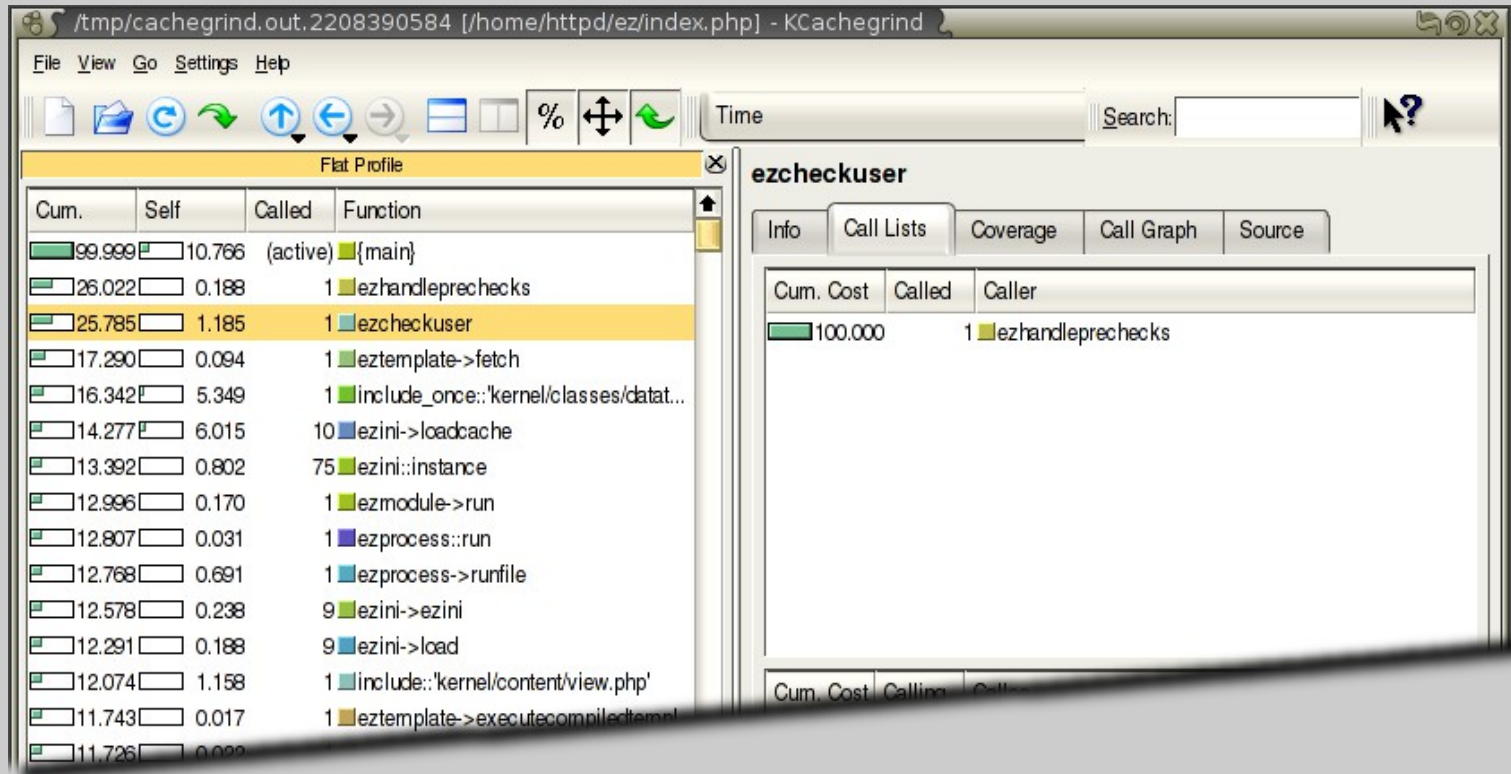 /tmp/cachegrind.out.2208390584 [/home/httpd/ez/index.php] - KCachegrind
File View Go Settings Help
% Time Search:
Flat Profile
Cum. Self Called Function
99.999 10.766 (active) {main}
26.022 0.188 1 ezhandleprechecks
25.785 1.185 1 ezcheckuser
17.290 0.094 1 eztemplate->fetch
16.342 5.349 1 include_once::'kernel/classes/datat...
14.277 6.015 10 ezini->loadcache
13.392 0.802 75 ezini::instance
12.996 0.170 1 ezmodule->run
12.807 0.031 1 ezprocess::run
12.768 0.691 1 ezprocess->runfile
12.578 0.238 9 ezini->ezini
12.291 0.188 9 ezini->load
12.074 1.158 1 include::'kernel/content/view.php'
11.743 0.017 1 eztemplate->executecompiledtempl
11.726 0.022
ezcheckuser
Info Call Lists Coverage Call Graph Source
Cum. Cost Called Caller
100.000 1 ezhandleprechecks
Cum. Cost Calling Callee